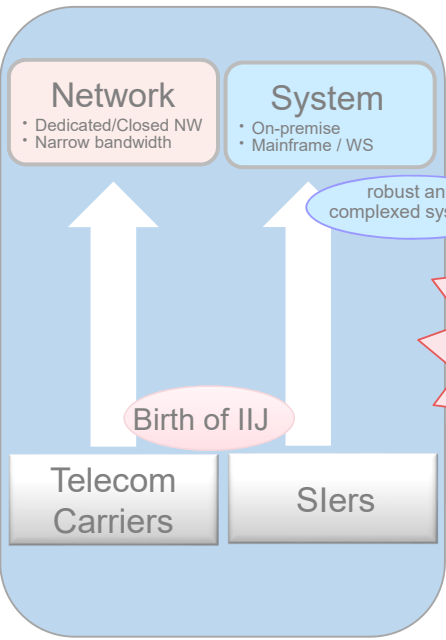 Network
• Dedicated/Closed NW
• Narrow bandwidth
System
• On-premise
• Mainframe / WS
robust an
complexed sys
Birth of IIJ
Telecom
Carriers
SIers